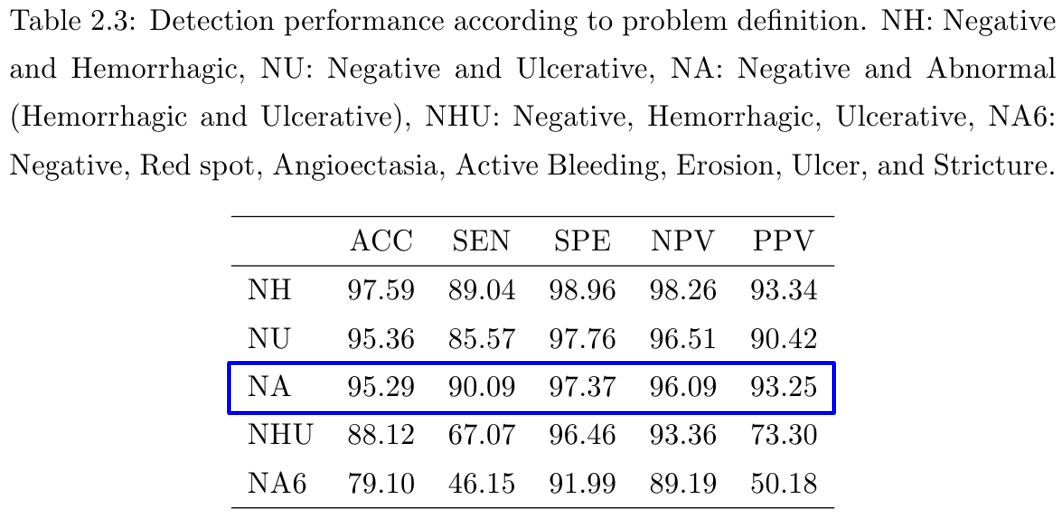 Table 2.3: Detection performance according to problem definition. NH: Negative
and Hemorrhagic, NU: Negative and Ulcerative, NA: Negative and Abnormal
(Hemorrhagic and Ulcerative), NHU: Negative, Hemorrhagic, Ulcerative, NA6:
Negative, Red spot, Angioectasia, Active Bleeding, Erosion, Ulcer, and Stricture.
ACC SEN SPE NPV PPV
NH 97.59 89.04 98.96 98.26 93.34
NU 95.36 85.57 97.76 96.51 90.42
NA 95.29 90.09 97.37 96.09 93.25
NHU 88.12 67.07 96.46 93.36 73.30
NA6 79.10 46.15 91.99 89.19 50.18